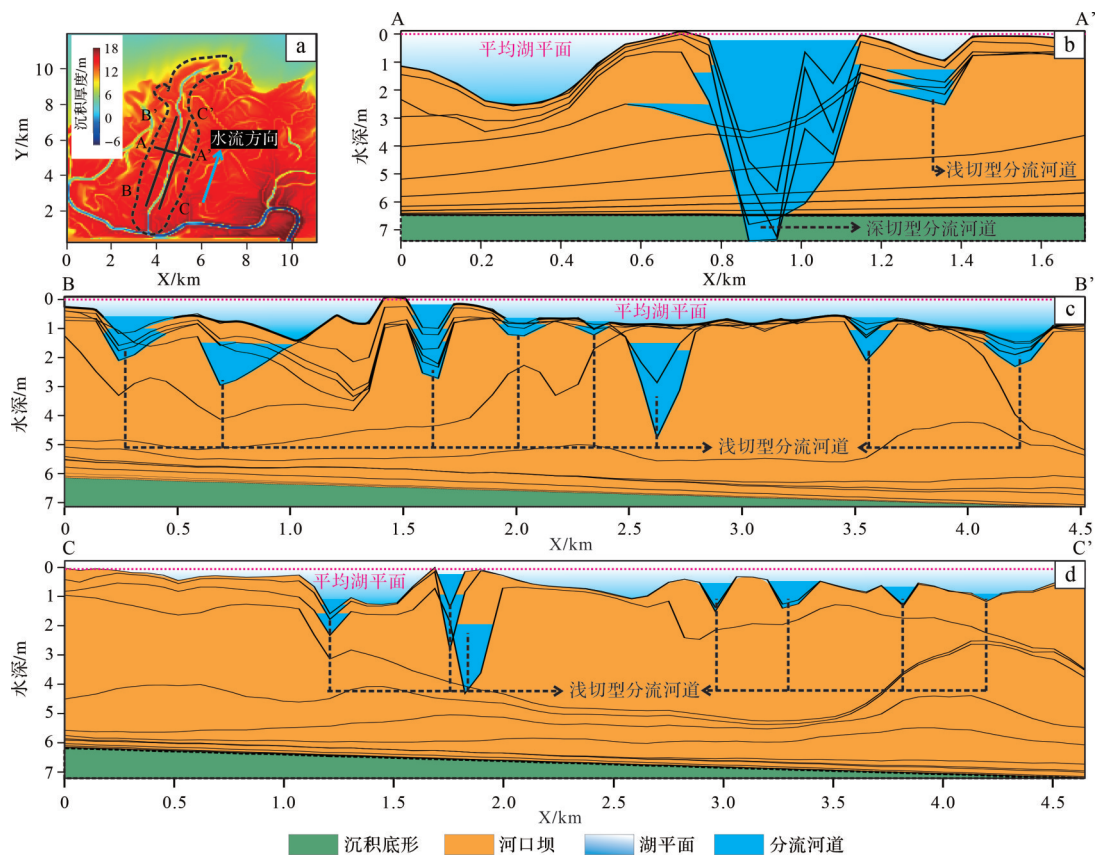 a
沉积厚度/m
18
12
6
0
−6
10
8
6
4
2
Y/km
0
2
4
6
8
10
X/km
B'
C'
A
A'
B
C
水流方向
A
A'
b
平均湖平面
0
1
2
3
4
5
6
7
水深/m
浅切型分流河道
深切型分流河道
0
0.2
0.4
0.6
0.8
1.0
1.2
1.4
1.6
X/km
B
B'
c
平均湖平面
0
1
2
3
4
5
6
7
水深/m
浅切型分流河道
0
0.5
1.0
1.5
2.0
2.5
3.0
3.5
4.0
4.5
X/km
C
C'
d
平均湖平面
0
1
2
3
4
5
6
7
水深/m
浅切型分流河道
0
0.5
1.0
1.5
2.0
2.5
3.0
3.5
4.0
4.5
X/km
沉积底形
河口坝
湖平面
分流河道